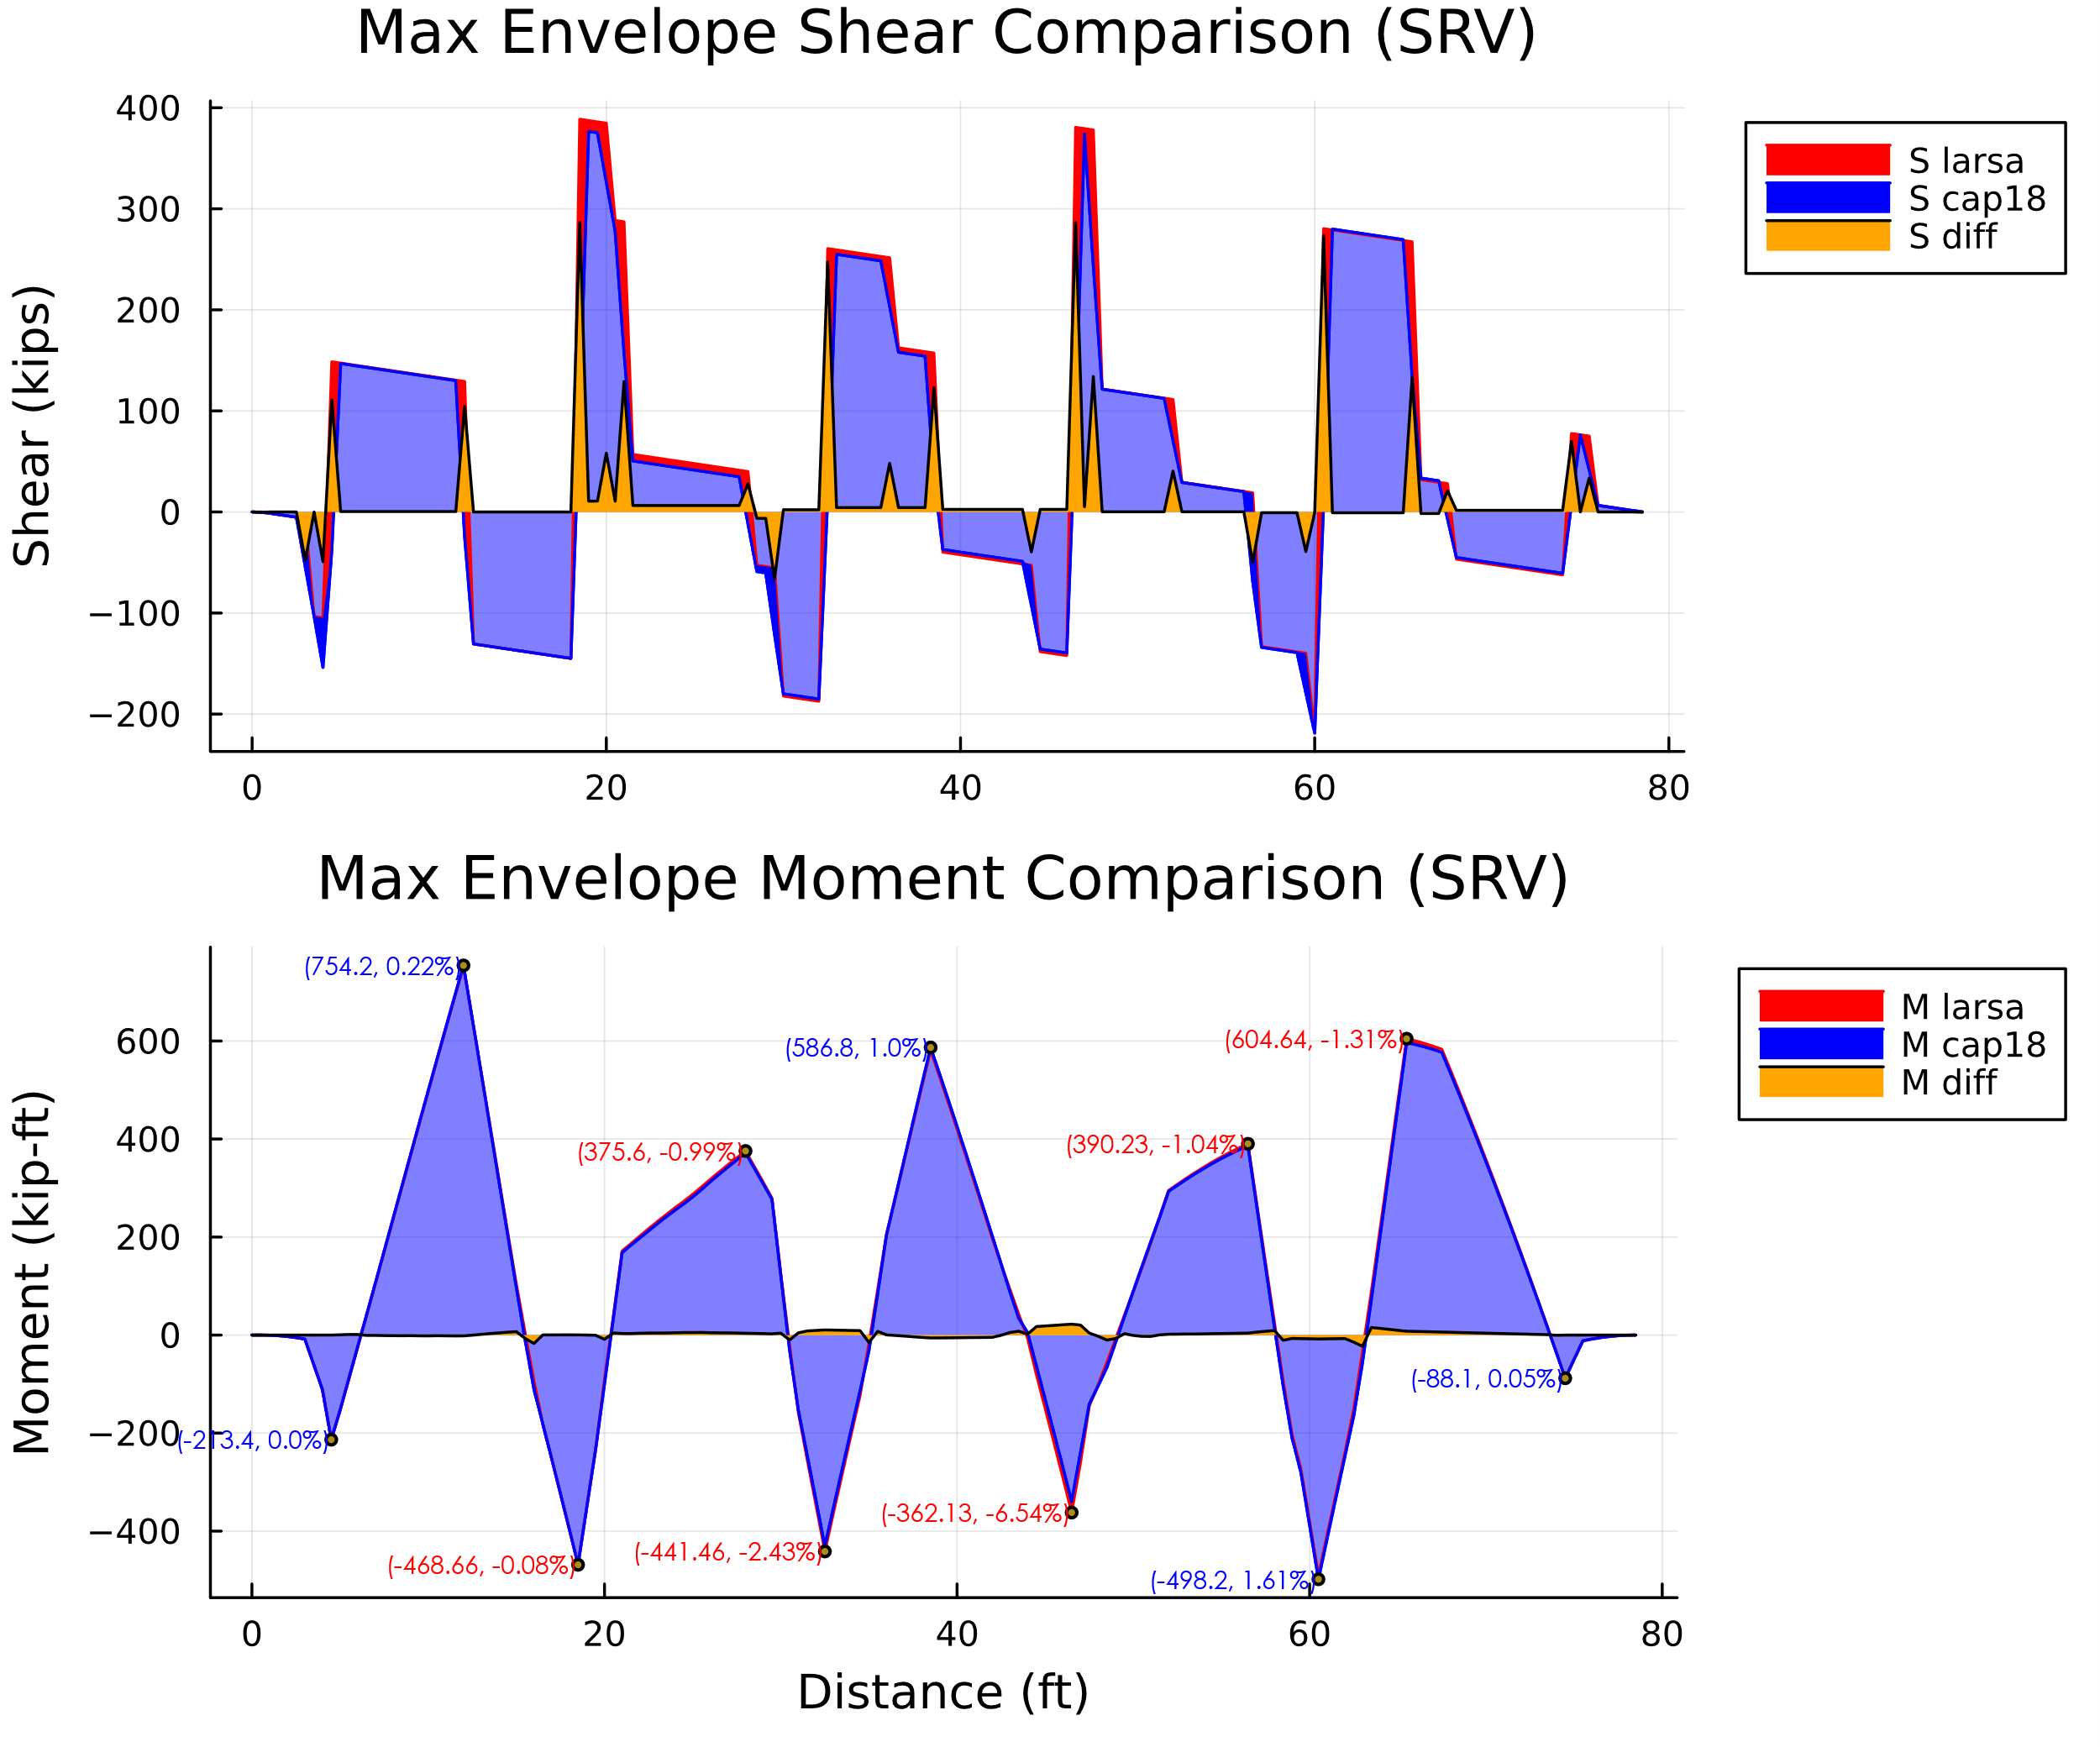 Max Envelope Shear Comparison (SRV)
400
300
200
100
0
−100
−200
Shear (kips)
0 20 40 60 80
S larsa
S cap18
S diff
Max Envelope Moment Comparison (SRV)
600
400
200
0
−200
−400
Moment (kip-ft)
(754.2, 0.22%)
(586.8, 1.0%)
(604.64, -1.31%)
(375.6, -0.99%)
(390.23, -1.04%)
(-88.1, 0.05%)
(-213.4, 0.0%)
(-362.13, -6.54%)
(-468.66, -0.08%)
(-441.46, -2.43%)
(-498.2, 1.61%)
0 20 40 60 80
Distance (ft)
M larsa
M cap18
M diff